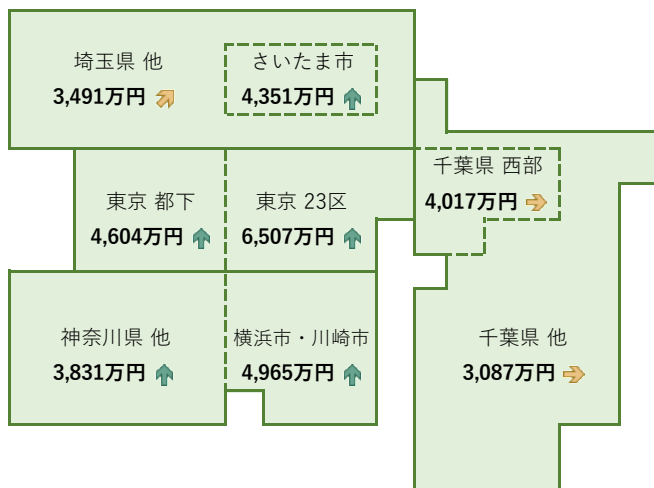 埼玉県 他
3,491万円
さいたま市
4,351万円
千葉県 西部
4,017万円
東京 都下
4,604万円
東京 23区
6,507万円
神奈川県 他
3,831万円
横浜市・川崎市
4,965万円
千葉県 他
3,087万円